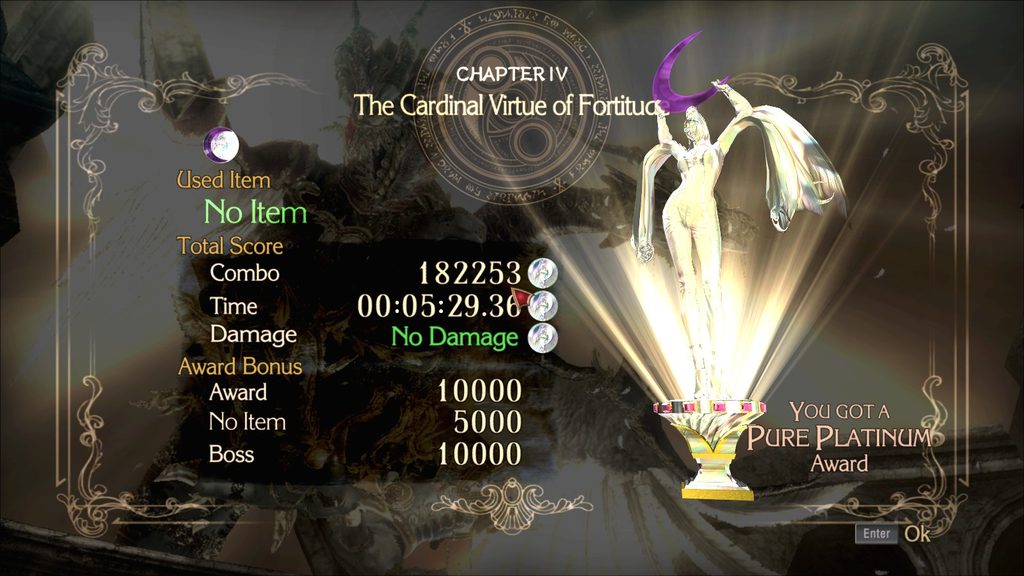 CHAPTER IV
The Cardinal Virtue of Fortitude
Used Item
No Item
Total Score
Combo 182253
Time 00:05:29.36
Damage No Damage
Award Bonus
Award 10000
No Item 5000
Boss 10000
YOU GOT A
PURE PLATINUM
Award
Enter Ok